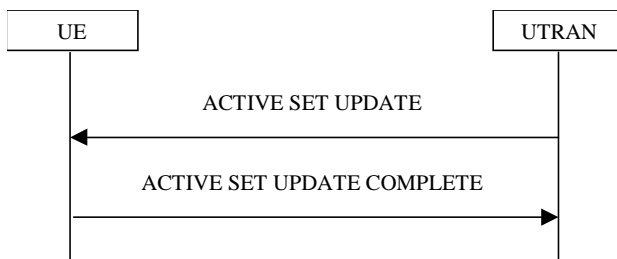 UE
UTRAN
ACTIVE SET UPDATE
ACTIVE SET UPDATE COMPLETE